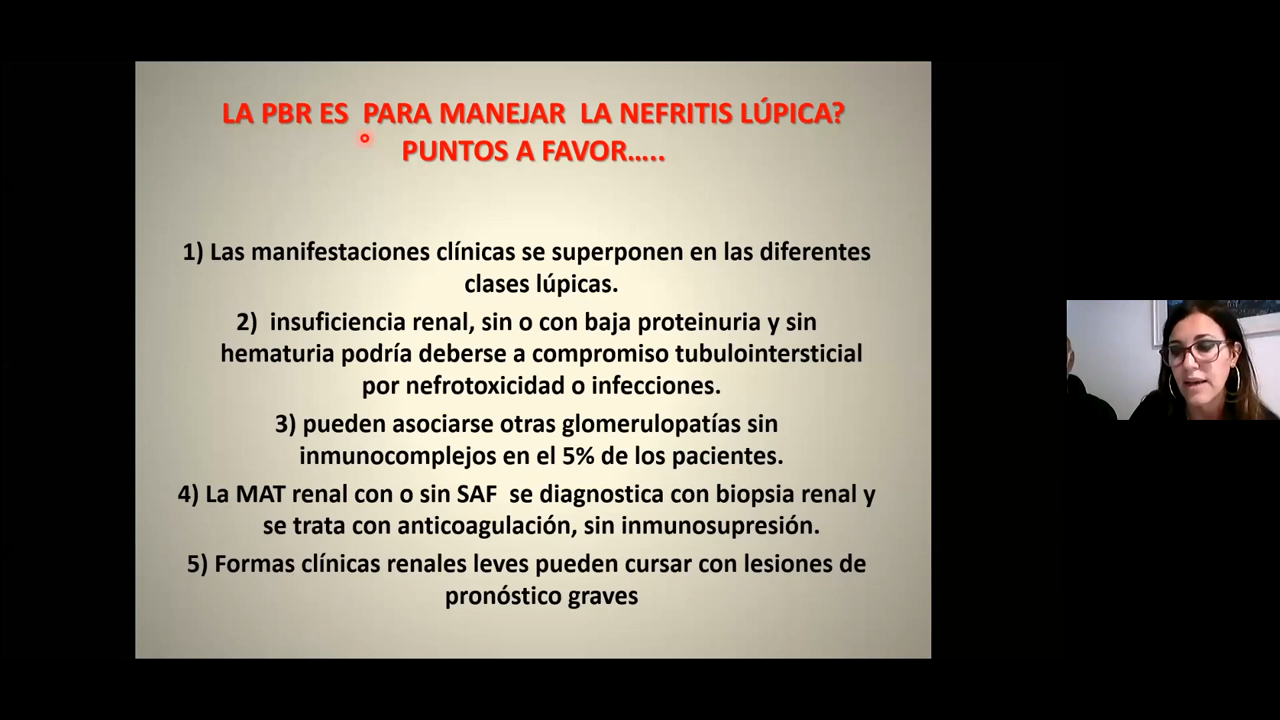 LA PBR ES PARA MANEJAR LA NEFRITIS LÚPICA?
PUNTOS A FAVOR.....
1) Las manifestaciones clínicas se superponen en las diferentes
clases lúpicas.
2) insuficiencia renal, sin o con baja proteinuria y sin
hematuria podría deberse a compromiso tubulointersticial
por nefrotoxicidad o infecciones.
3) pueden asociarse otras glomerulopatías sin
inmunocomplejos en el 5% de los pacientes.
4) La MAT renal con o sin SAF se diagnostica con biopsia renal y
se trata con anticoagulación, sin inmunosupresión.
5) Formas clínicas renales leves pueden cursar con lesiones de
pronóstico graves